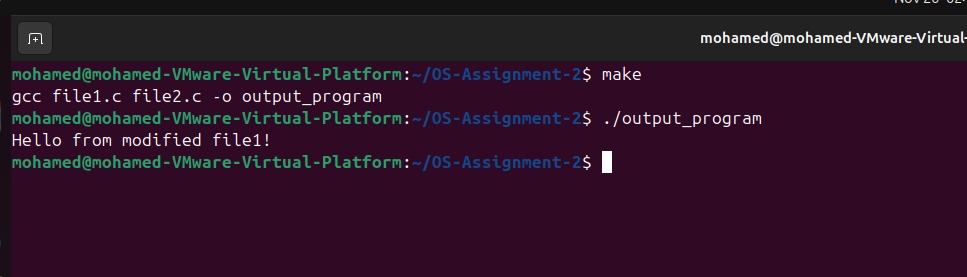 mohamed@mohamed-VMware-Virtual-
mohamed@mohamed-VMware-Virtual-Platform:~/OS-Assignment-2$ make
gcc file1.c file2.c -o output_program
mohamed@mohamed-VMware-Virtual-Platform:~/OS-Assignment-2$ ./output_program
Hello from modified file1!
mohamed@mohamed-VMware-Virtual-Platform:~/OS-Assignment-2$